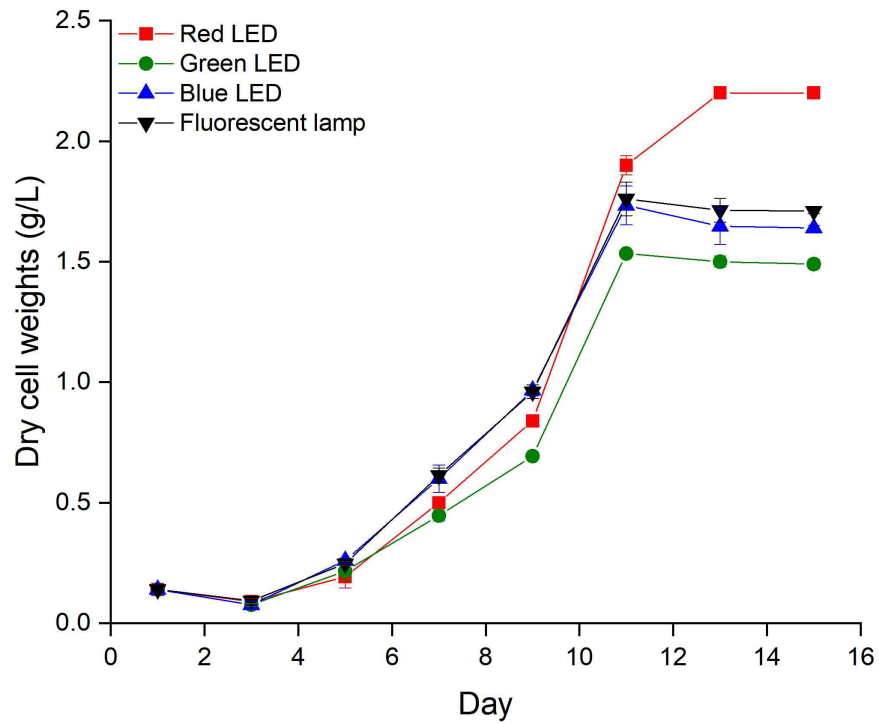 2.5
Red LED
Green LED
Blue LED
Fluorescent lamp
2.0
1.5
1.0
0.5
0.0
Dry cell weights (g/L)
0 2 4 6 8 10 12 14 16
Day